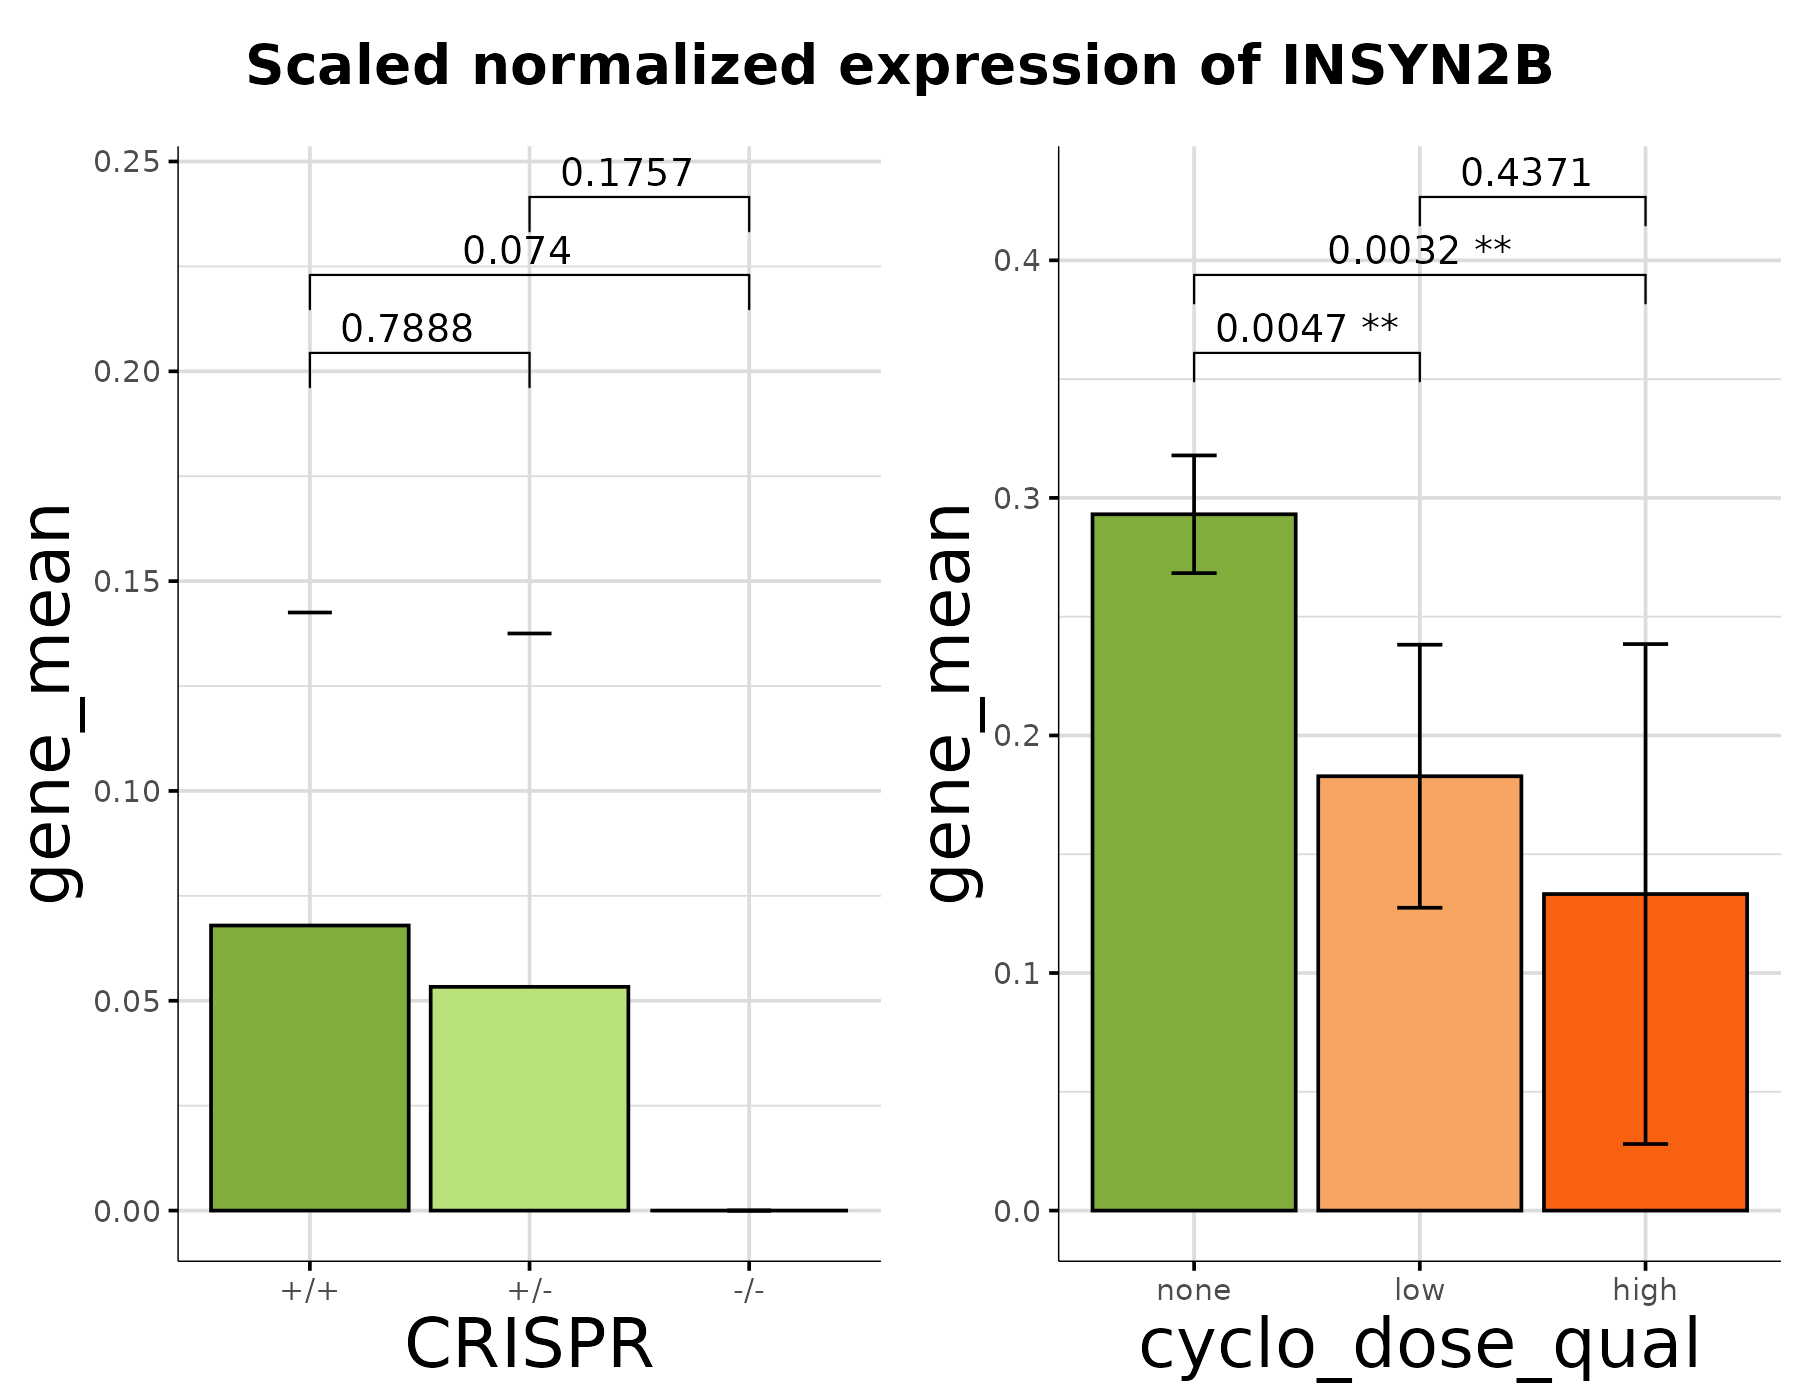 Scaled normalized expression of INSYN2B
gene_mean
0.25
0.20
0.15
0.10
0.05
0.00
0.1757
0.074
0.7888
+/+
+/-
-/-
CRISPR
gene_mean
0.4
0.3
0.2
0.1
0.0
0.4371
0.0032 **
0.0047 **
none
low
high
cyclo_dose_qual